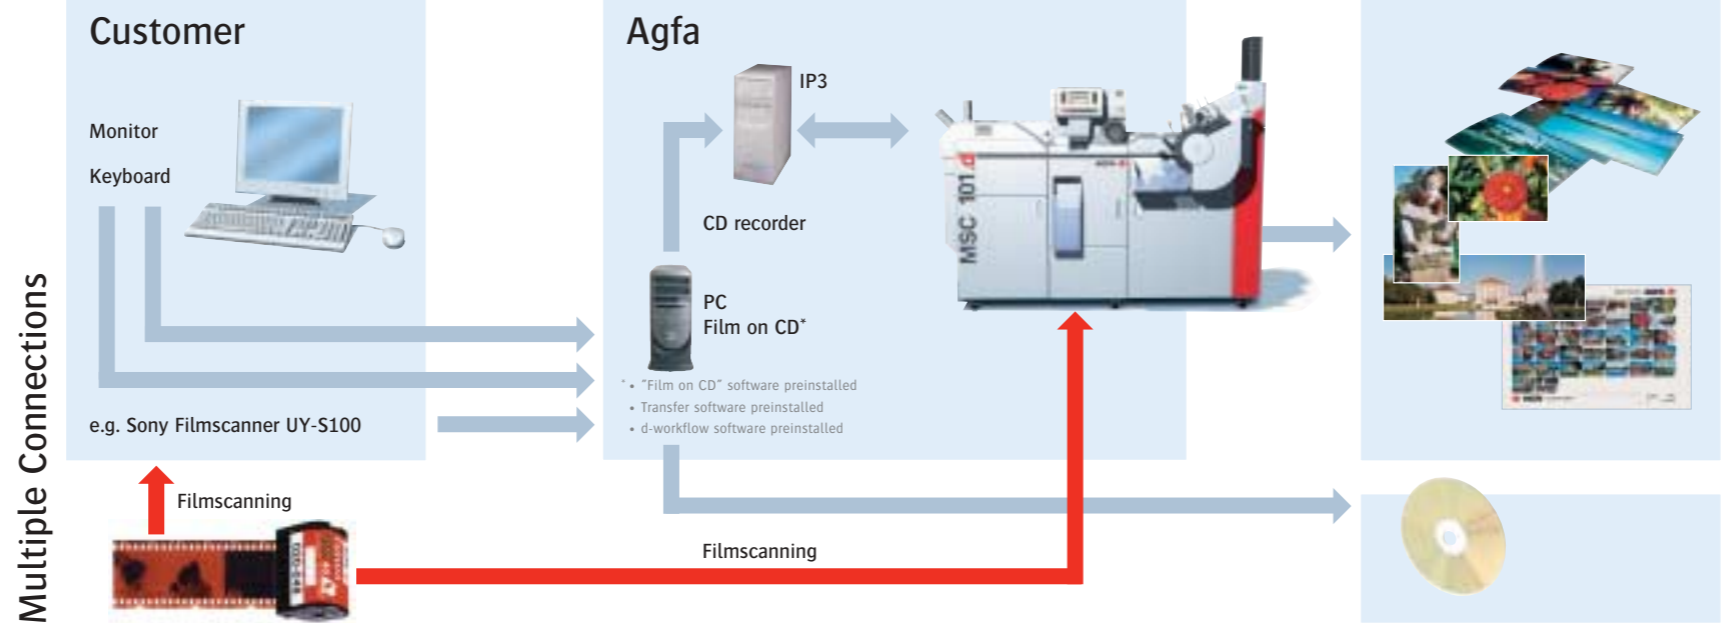 Multiple Connections
Customer
Monitor
Keyboard
e.g. Sony Filmscanner UY-S100
Filmscanning
Agfa
IP3
CD recorder
PC
Film on CD*
* • "Film on CD" software preinstalled
• Transfer software preinstalled
• d-workflow software preinstalled
MSC 101 d
Filmscanning